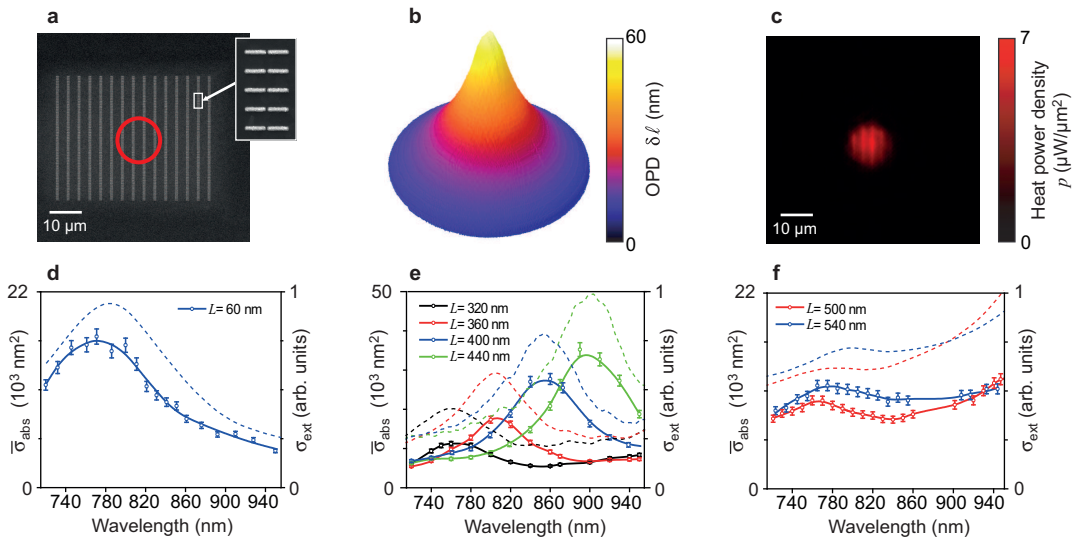 a
10 μm
b
60
OPD δℓ (nm)
0
c
10 μm
7
Heat power density
p (μW/μm²)
0
d
22
σ̅abs (10³ nm²)
0
L= 60 nm
1
σext (arb. units)
0
740 780 820 860 900 940
Wavelength (nm)
e
50
σ̅abs (10³ nm²)
0
L= 320 nm
L= 360 nm
L= 400 nm
L= 440 nm
1
σext (arb. units)
0
740 780 820 860 900 940
Wavelength (nm)
f
22
σ̅abs (10³ nm²)
0
L= 500 nm
L= 540 nm
1
σext (arb. units)
0
740 780 820 860 900 940
Wavelength (nm)